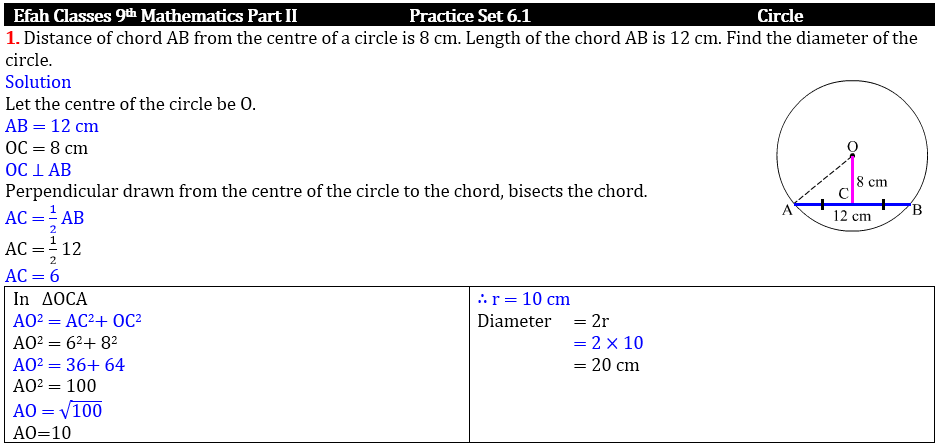 Efah Classes 9th Mathematics Part II Practice Set 6.1 Circle
1. Distance of chord AB from the centre of a circle is 8 cm. Length of the chord AB is 12 cm. Find the diameter of the
circle.
Solution
Let the centre of the circle be O.
AB = 12 cm
OC = 8 cm
OC ⊥ AB
Perpendicular drawn from the centre of the circle to the chord, bisects the chord.
AC = 1/2 AB
AC = 1/2 12
AC = 6
O
8 cm
C
A
B
12 cm
In ΔOCA
AO² = AC²+ OC²
AO² = 6²+ 8²
AO² = 36+ 64
AO² = 100
AO = √100
AO=10
∴ r = 10 cm
Diameter = 2r
= 2 × 10
= 20 cm